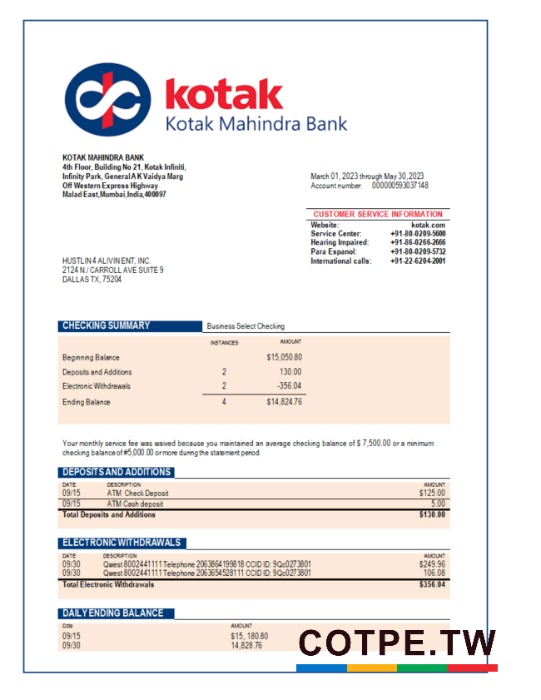 kotak
Kotak Mahindra Bank
KOTAK MAHINDRA BANK
4th Floor, Building No 21, Kotak Infiniti,
Infinity Park, General A K Vaidya Marg
Off Western Express Highway
Malad East,Mumbai,India,400097
March 01, 2023 through May 30,2023
Account number: 000000593037148
CUSTOMER SERVICE INFORMATION
Website: kotak.com
Service Center: +91-80-0209-5600
Hearing Impaired: +91-86-0266-2666
Para Espanol: +91-80-0209-5732
International calls: +91-22-6204-2001
HUSTLIN4 ALIVIN ENT, INC.
2124 N./ CARROLL AVE SUITE 9
DALLAS TX, 75204
CHECKING SUMMARY Business Select Checking
INSTANCES AMOUNT
Beginning Balance $15,050.80
Deposits and Additions 2 130.00
Electronic Withdrawals 2 -356.04
Ending Balance 4 $14,824.76
Your monthly service fee was waived because you maintained an average checking balance of $ 7,500.00 or a minimum
checking balance of #5,000.00 or more during the statement period
DEPOSITS AND ADDITIONS
DATE DESCRIPTION AMOUNT
09/15 ATM Check Deposit $125.00
09/15 ATM Cash deposit 5.00
Total Deposits and Additions $130.00
ELECTRONIC WITHDRAWALS
DATE DESCRIPTION AMOUNT
09/30 Qwest 8002441111 Telephone 2063864199818 CCID ID: 9Qc0273801 $249.96
09/30 Qwest 8002441111 Telephone 2063654528111 CCID ID: 9Qc0273801 106.08
Total Electronic Withdrawals $356.04
DAILY ENDING BALANCE
Date AMOUNT
09/15 $15,.180.80
09/30 14,828.76
COTPE.TW